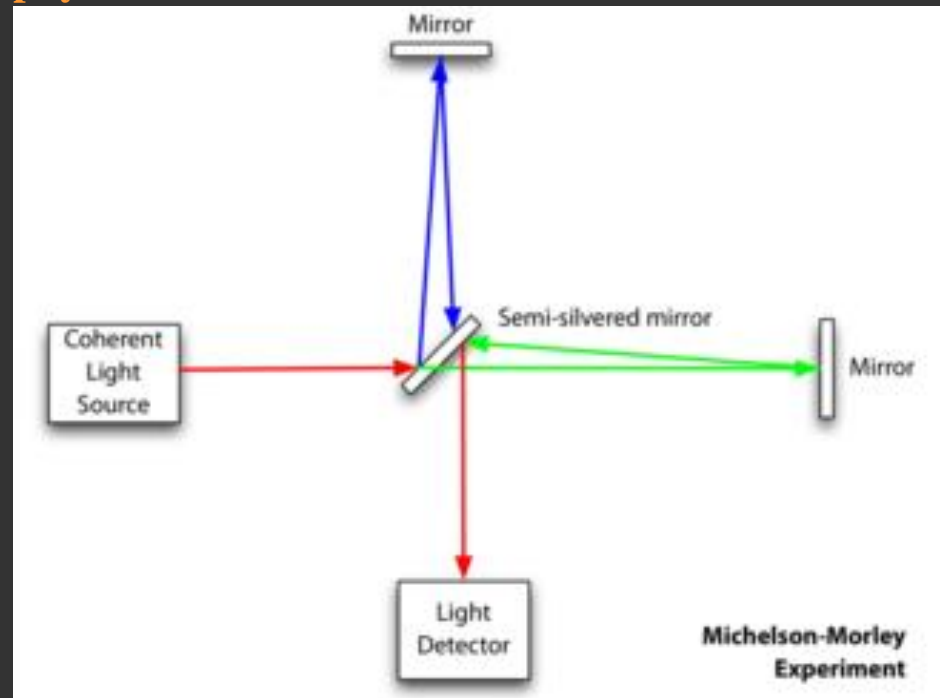 Mirror
Semi-silvered mirror
Coherent
Light
Source
Mirror
Light
Detector
Michelson-Morley
Experiment